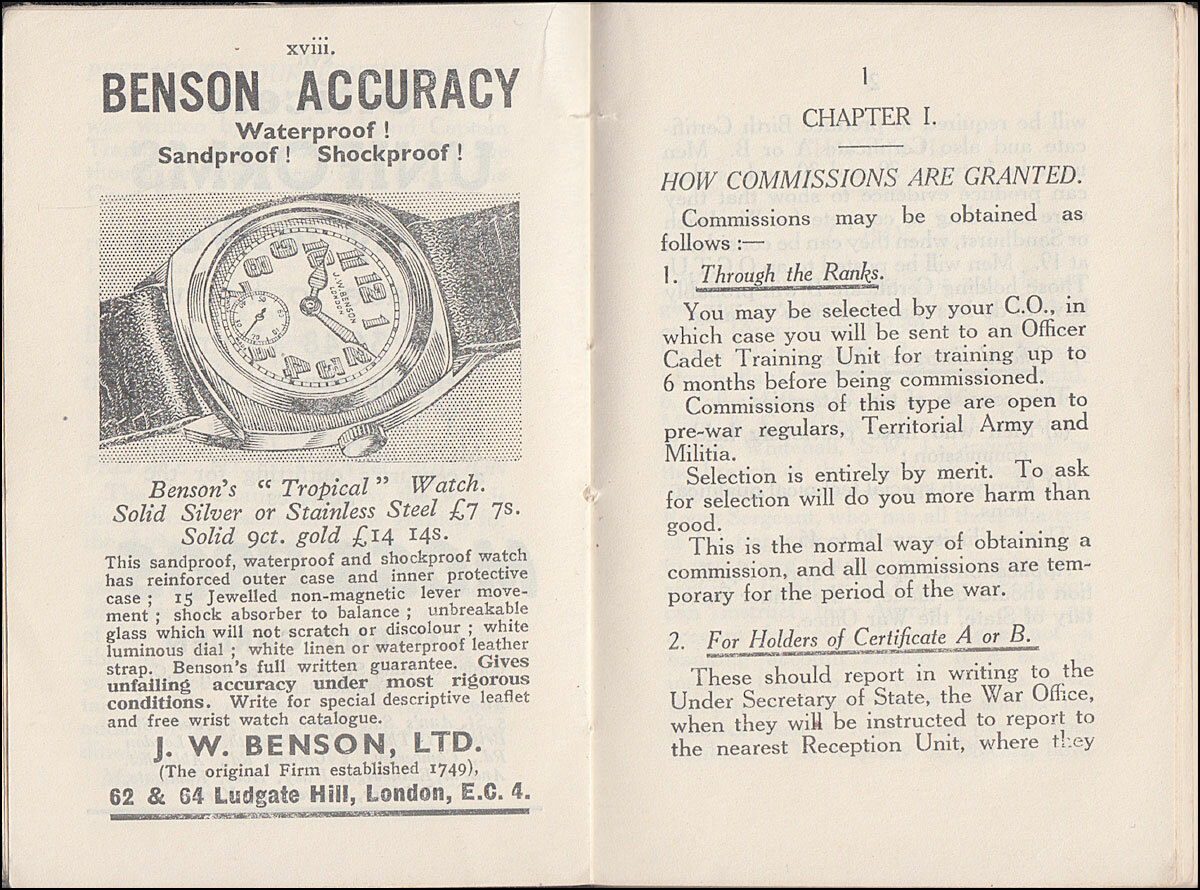 xviii.
BENSON ACCURACY
Waterproof !
Sandproof ! Shockproof !
J.W.BENSON
LONDON
Benson's “ Tropical ” Watch.
Solid Silver or Stainless Steel £7 7s.
Solid 9ct. gold £14 14s.
This sandproof, waterproof and shockproof watch
has reinforced outer case and inner protective
case ; 15 Jewelled non-magnetic lever move-
ment ; shock absorber to balance ; unbreakable
glass which will not scratch or discolour ; white
luminous dial ; white linen or waterproof leather
strap. Benson's full written guarantee. Gives
unfailing accuracy under most rigorous
conditions. Write for special descriptive leaflet
and free wrist watch catalogue.
J. W. BENSON, LTD.
(The original Firm established 1749),
62 & 64 Ludgate Hill, London, E.C. 4.
1
CHAPTER I.
HOW COMMISSIONS ARE GRANTED.
Commissions may be obtained as
follows :—
1. Through the Ranks.
You may be selected by your C.O., in
which case you will be sent to an Officer
Cadet Training Unit for training up to
6 months before being commissioned.
Commissions of this type are open to
pre-war regulars, Territorial Army and
Militia.
Selection is entirely by merit. To ask
for selection will do you more harm than
good.
This is the normal way of obtaining a
commission, and all commissions are tem-
porary for the period of the war.
2. For Holders of Certificate A or B.
These should report in writing to the
Under Secretary of State, the War Office,
when they will be instructed to report to
the nearest Reception Unit, where they